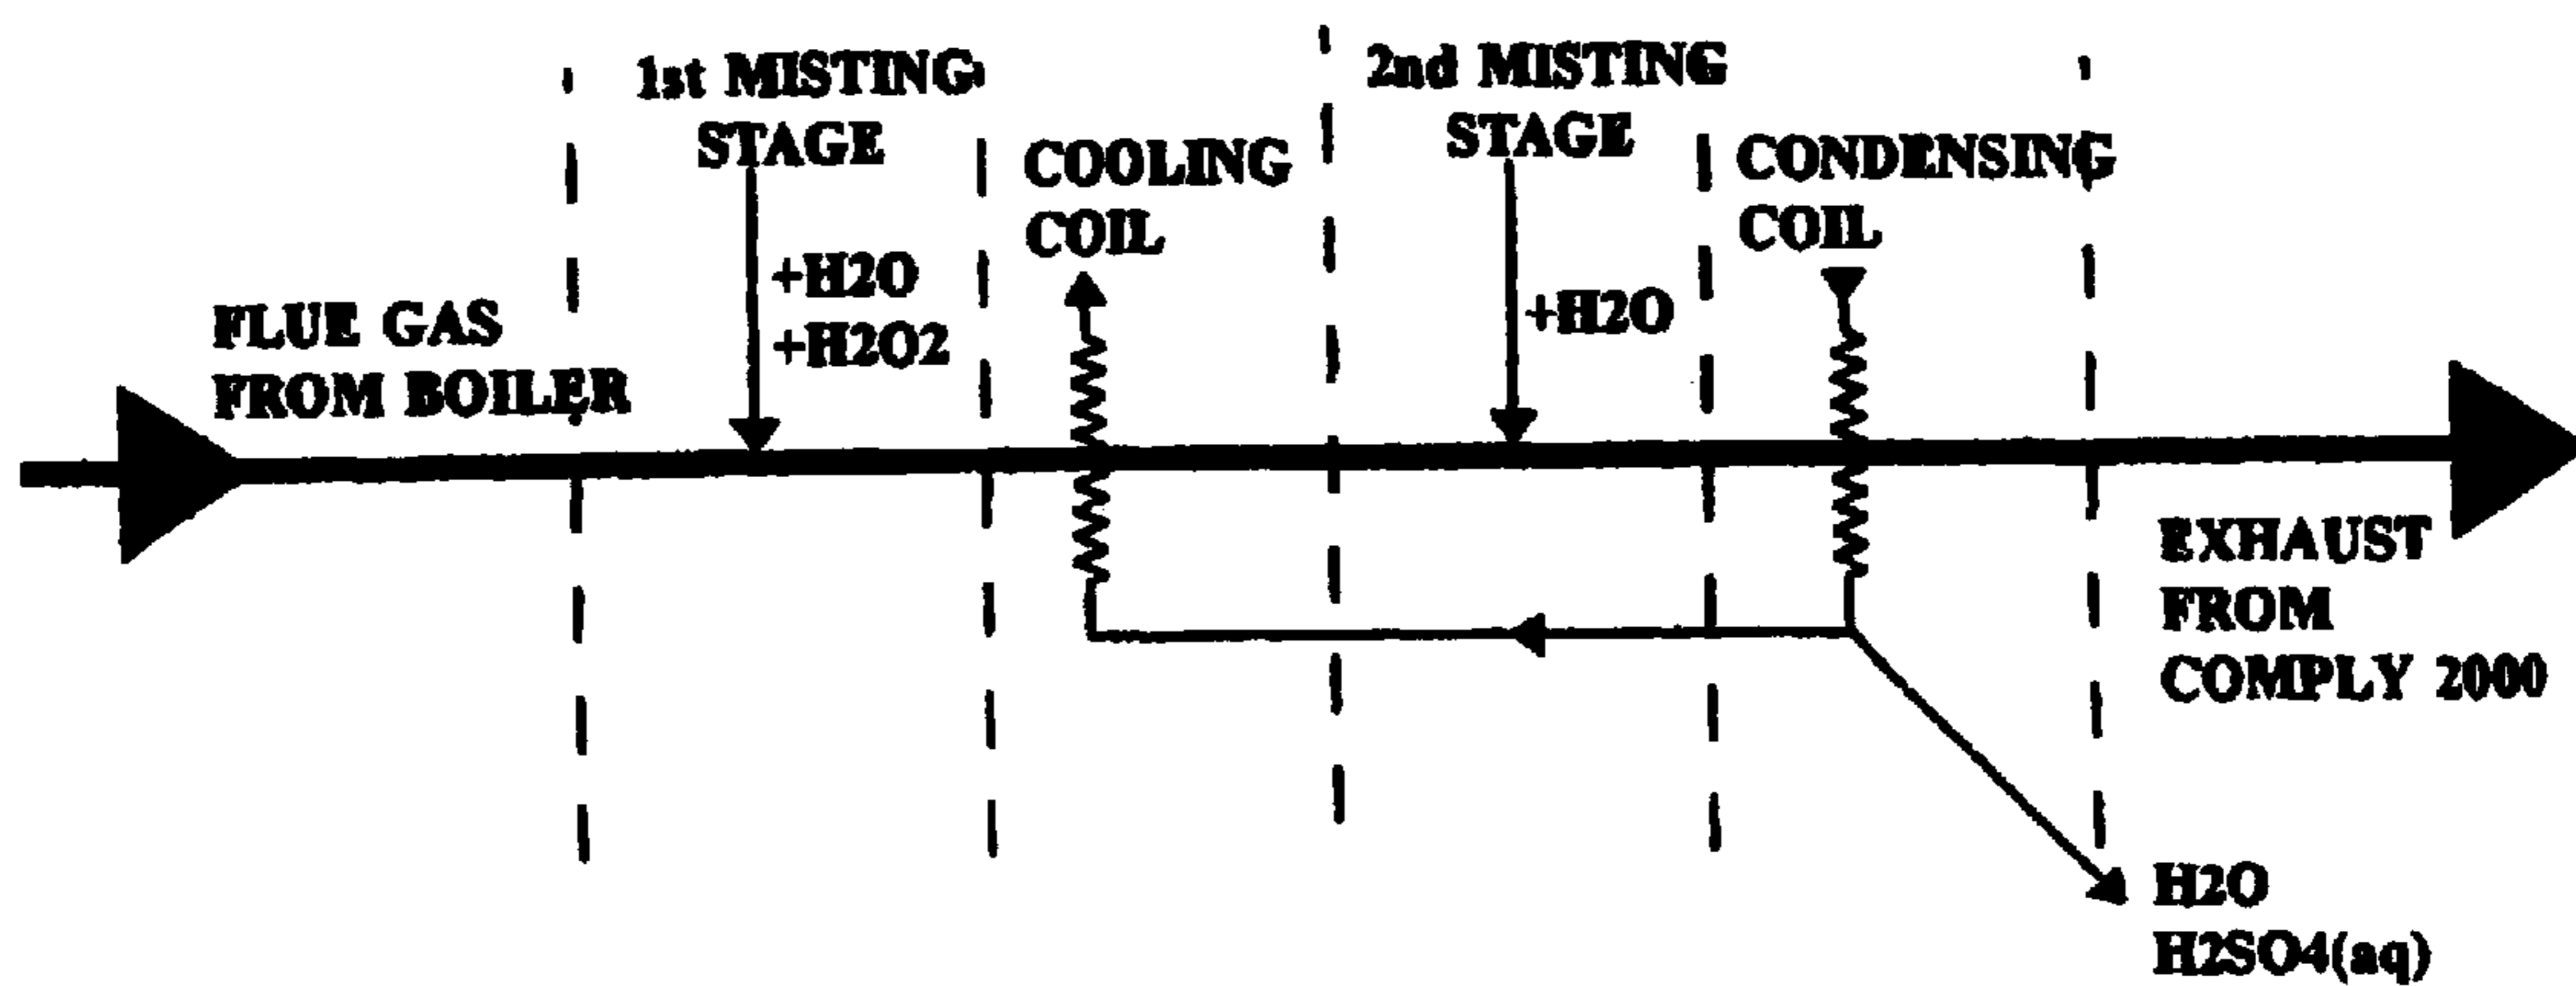 1st MISTING
STAGE
+H2O
+H2O2
COOLING
COIL
2nd MISTING
STAGE
+H2O
CONDENSING
COIL
FLUE GAS
FROM BOILER
EXHAUST
FROM
COMPLY 2000
H2O
H2SO4(aq)